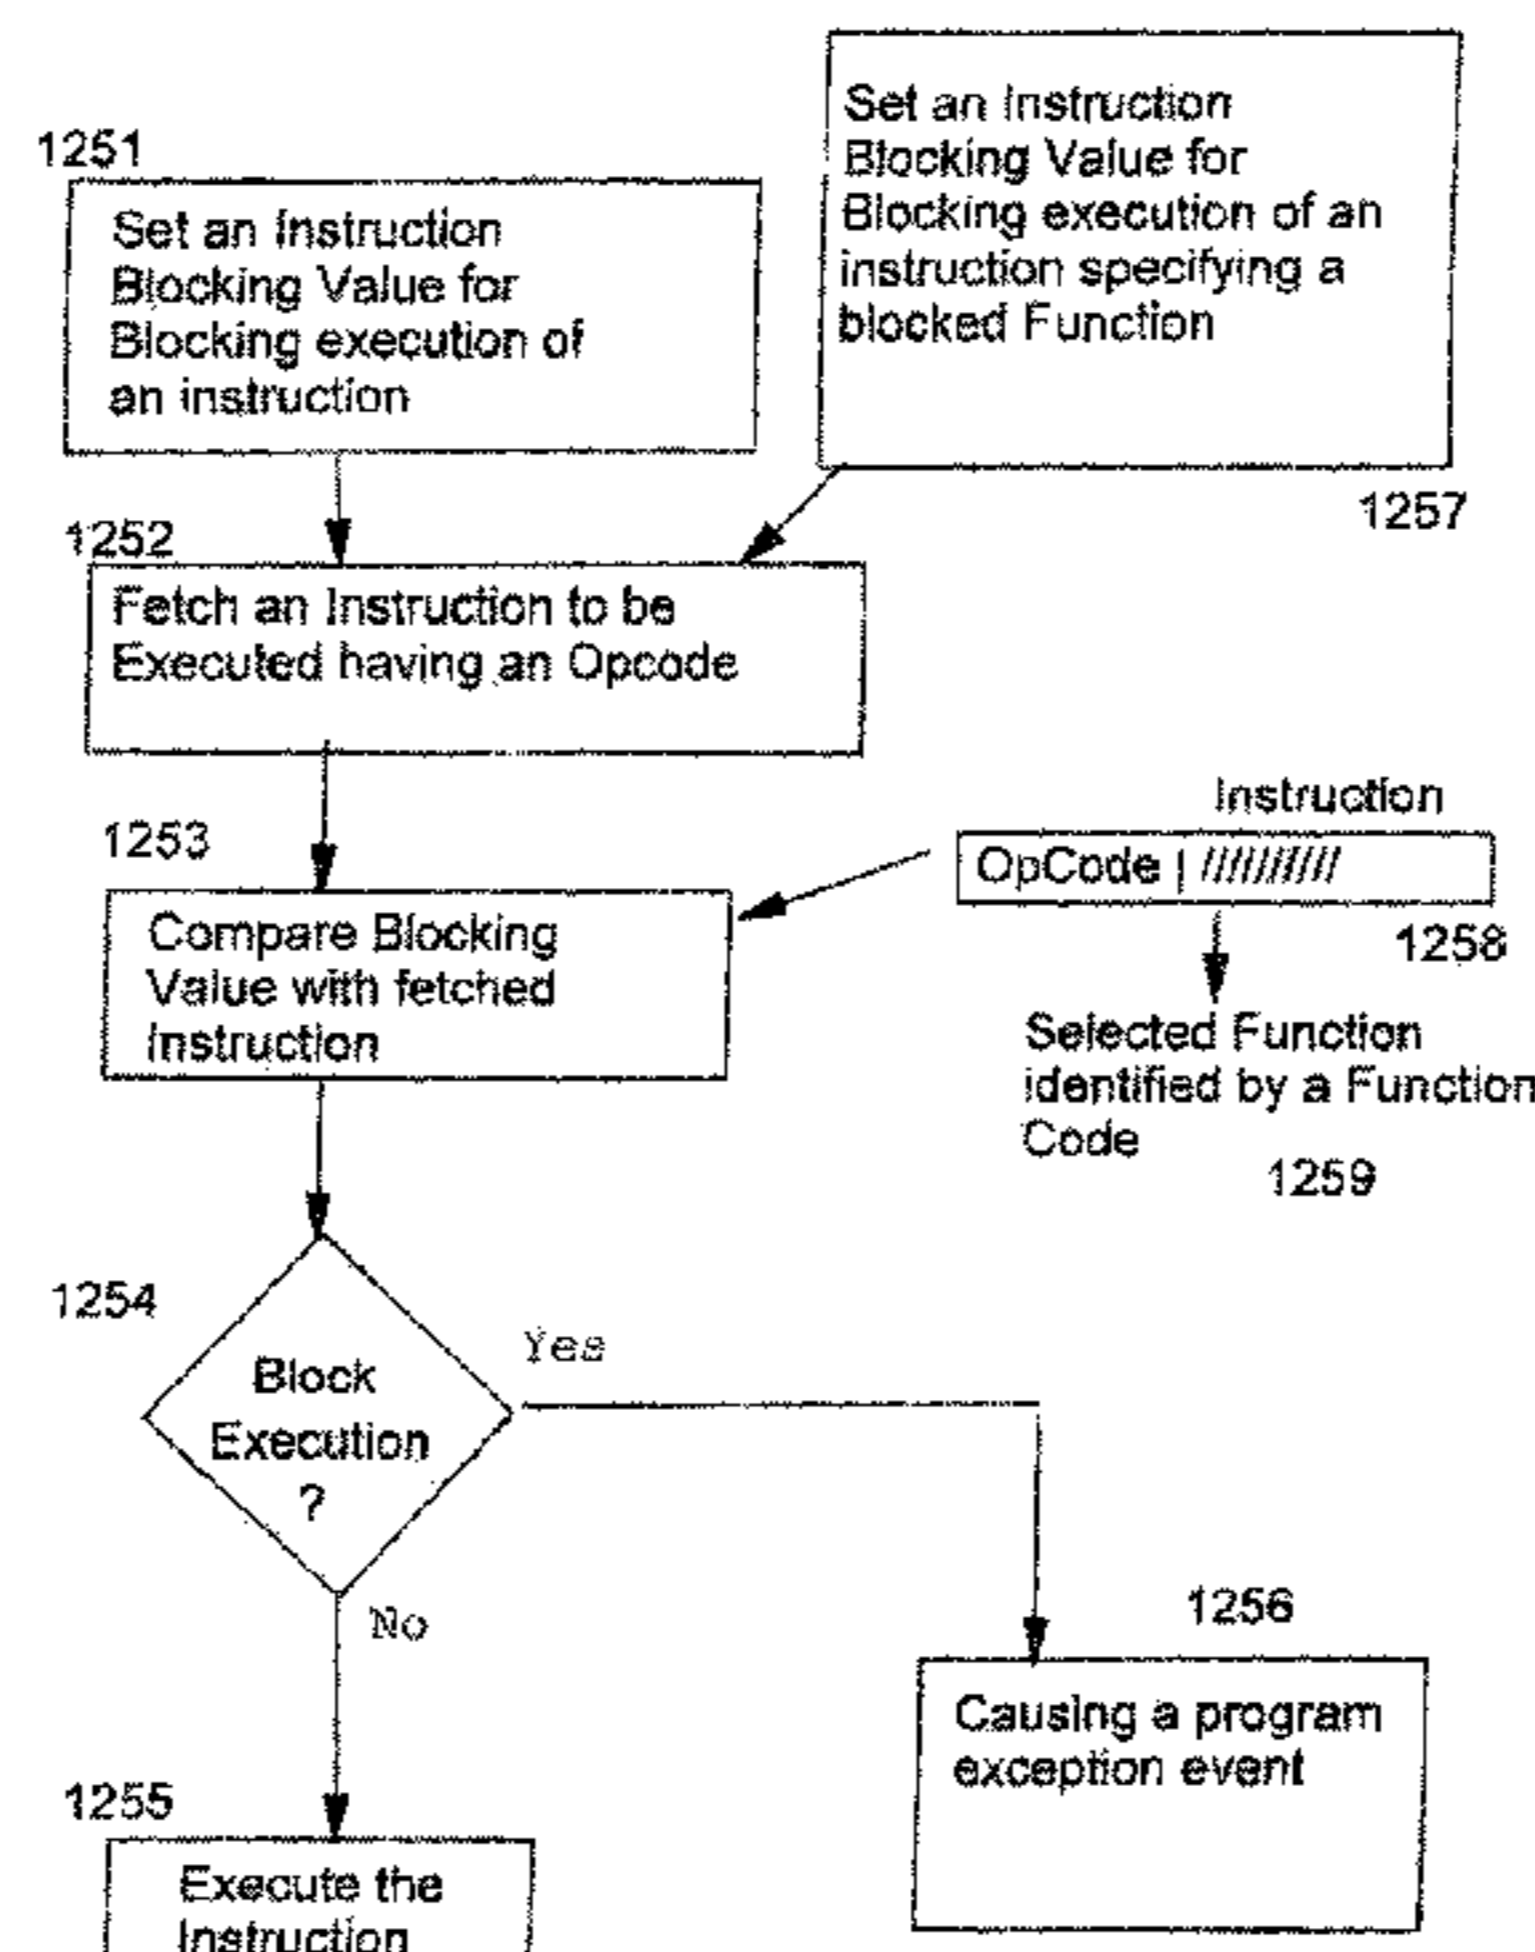 1251
Set an Instruction
Blocking Value for
Blocking execution of
an instruction
Set an Instruction
Blocking Value for
Blocking execution of an
instruction specifying a
blocked Function
1257
1252
Fetch an Instruction to be
Executed having an Opcode
1253
Compare Blocking
Value with fetched
Instruction
Instruction
OpCode | //////////
1258
Selected Function
identified by a Function
Code
1259
1254
Block
Execution
?
Yes
No
1256
Causing a program
exception event
1255
Execute the
Instruction